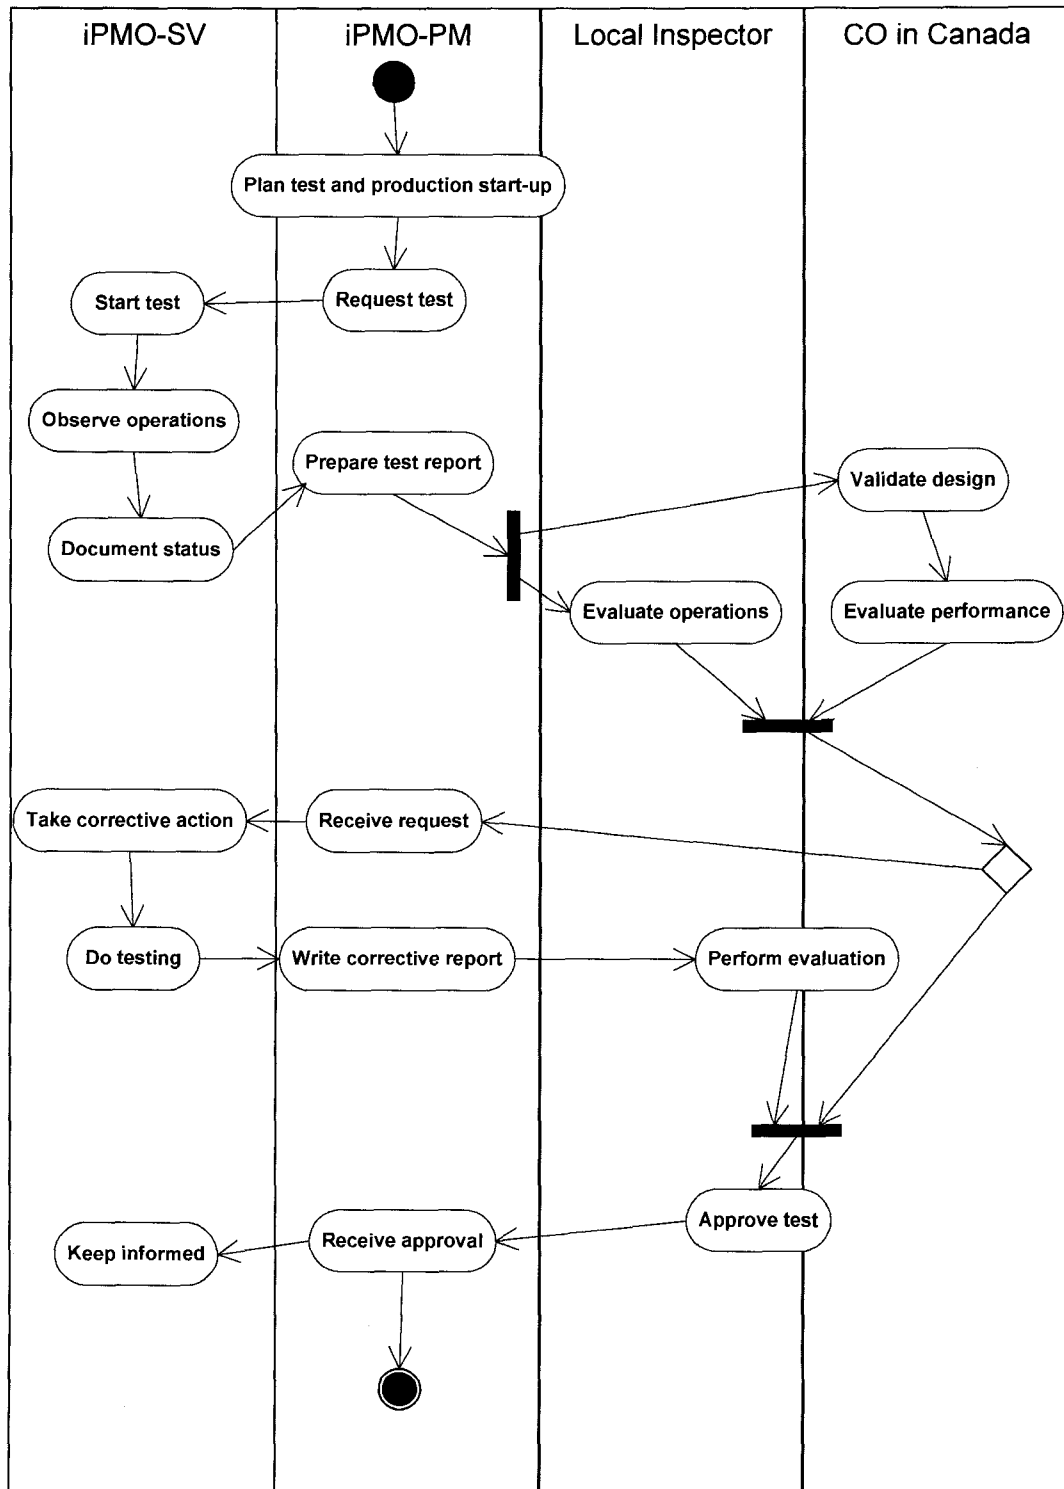 iPMO-SV
iPMO-PM
Local Inspector
CO in Canada
Plan test and production start-up
Start test
Request test
Observe operations
Prepare test report
Validate design
Document status
Evaluate operations
Evaluate performance
Take corrective action
Receive request
Do testing
Write corrective report
Perform evaluation
Approve test
Keep informed
Receive approval